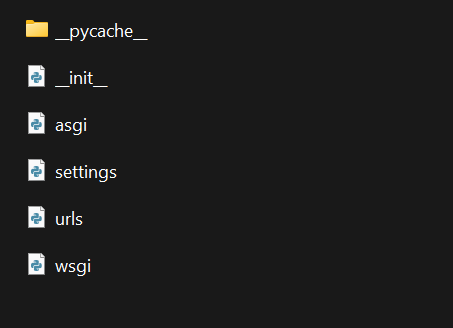 __pycache__
__init__
asgi
settings
urls
wsgi